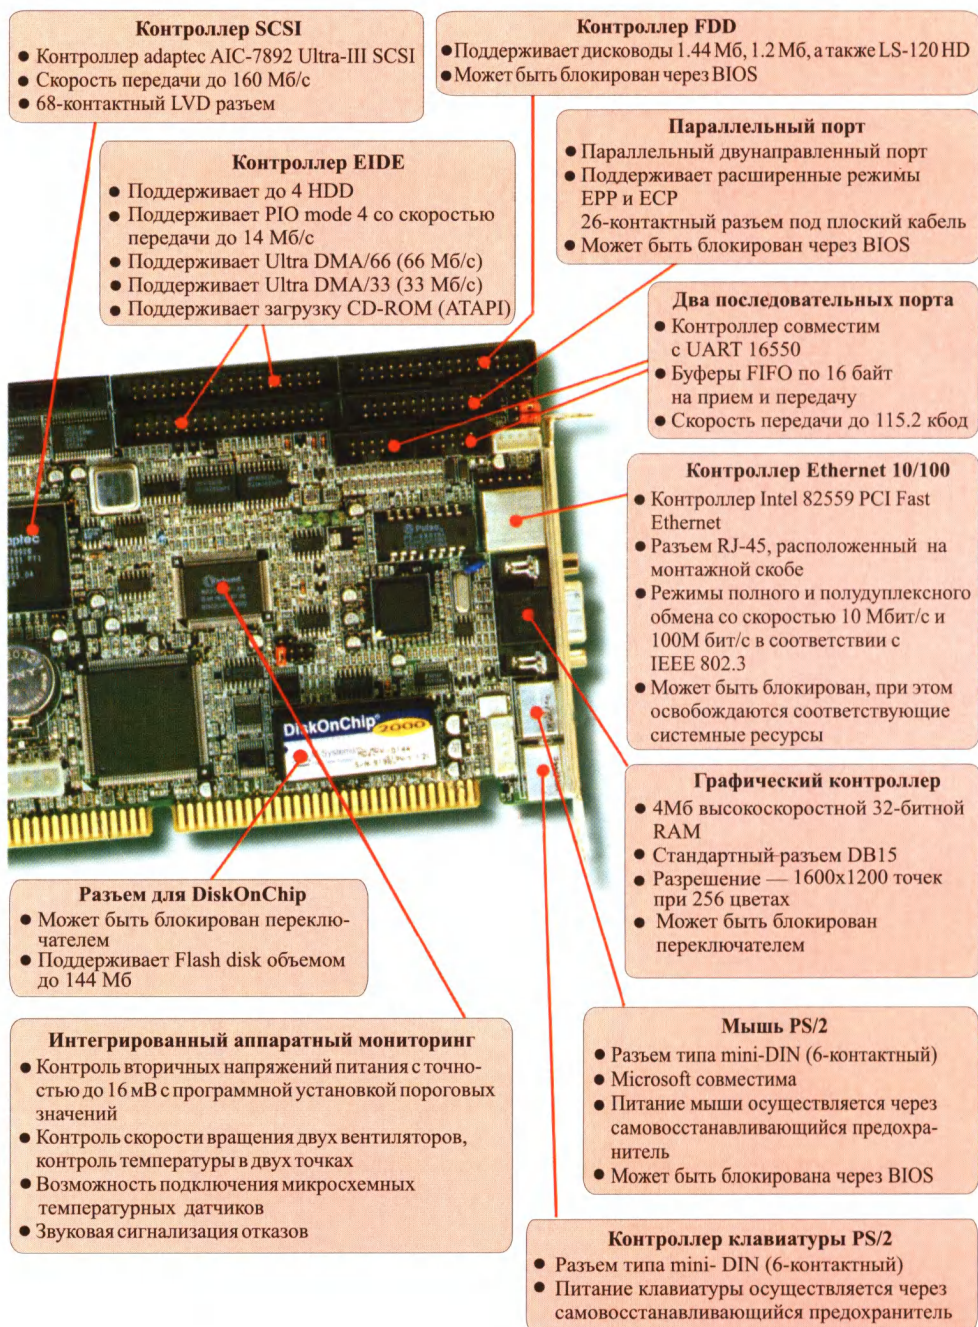 Контроллер SCSI
● Контроллер adaptec AIC-7892 Ultra-III SCSI
● Скорость передачи до 160 Мб/с
● 68-контактный LVD разъем
Контроллер FDD
● Поддерживает дисководы 1.44 Мб, 1.2 Мб, а также LS-120 HD
● Может быть блокирован через BIOS
Контроллер EIDE
● Поддерживает до 4 HDD
● Поддерживает PIO mode 4 со скоростью
передачи до 14 Мб/с
● Поддерживает Ultra DMA/66 (66 Мб/с)
● Поддерживает Ultra DMA/33 (33 Мб/с)
● Поддерживает загрузку CD-ROM (ATAPI)
Параллельный порт
● Параллельный двунаправленный порт
● Поддерживает расширенные режимы
EPP и ECP
26-контактный разъем под плоский кабель
● Может быть блокирован через BIOS
Два последовательных порта
● Контроллер совместим
с UART 16550
● Буферы FIFO по 16 байт
на прием и передачу
● Скорость передачи до 115.2 кбод
Контроллер Ethernet 10/100
● Контроллер Intel 82559 PCI Fast
Ethernet
● Разъем RJ-45, расположенный на
монтажной скобе
● Режимы полного и полудуплексного
обмена со скоростью 10 Мбит/с и
100М бит/с в соответствии с
IEEE 802.3
● Может быть блокирован, при этом
освобождаются соответствующие
системные ресурсы
DiskOnChip® 2000
Графический контроллер
● 4Мб высокоскоростной 32-битной
RAM
● Стандартный разъем DB15
● Разрешение — 1600x1200 точек
при 256 цветах
● Может быть блокирован
переключателем
Разъем для DiskOnChip
● Может быть блокирован переклю-
чателем
● Поддерживает Flash disk объемом
до 144 Мб
Интегрированный аппаратный мониторинг
● Контроль вторичных напряжений питания с точно-
стью до 16 мВ с программной установкой пороговых
значений
● Контроль скорости вращения двух вентиляторов,
контроль температуры в двух точках
● Возможность подключения микросхемных
температурных датчиков
● Звуковая сигнализация отказов
Мышь PS/2
● Разъем типа mini-DIN (6-контактный)
● Microsoft совместима
● Питание мыши осуществляется через
самовосстанавливающийся предохра-
нитель
● Может быть блокирована через BIOS
Контроллер клавиатуры PS/2
● Разъем типа mini- DIN (6-контактный)
● Питание клавиатуры осуществляется через
самовосстанавливающийся предохранитель